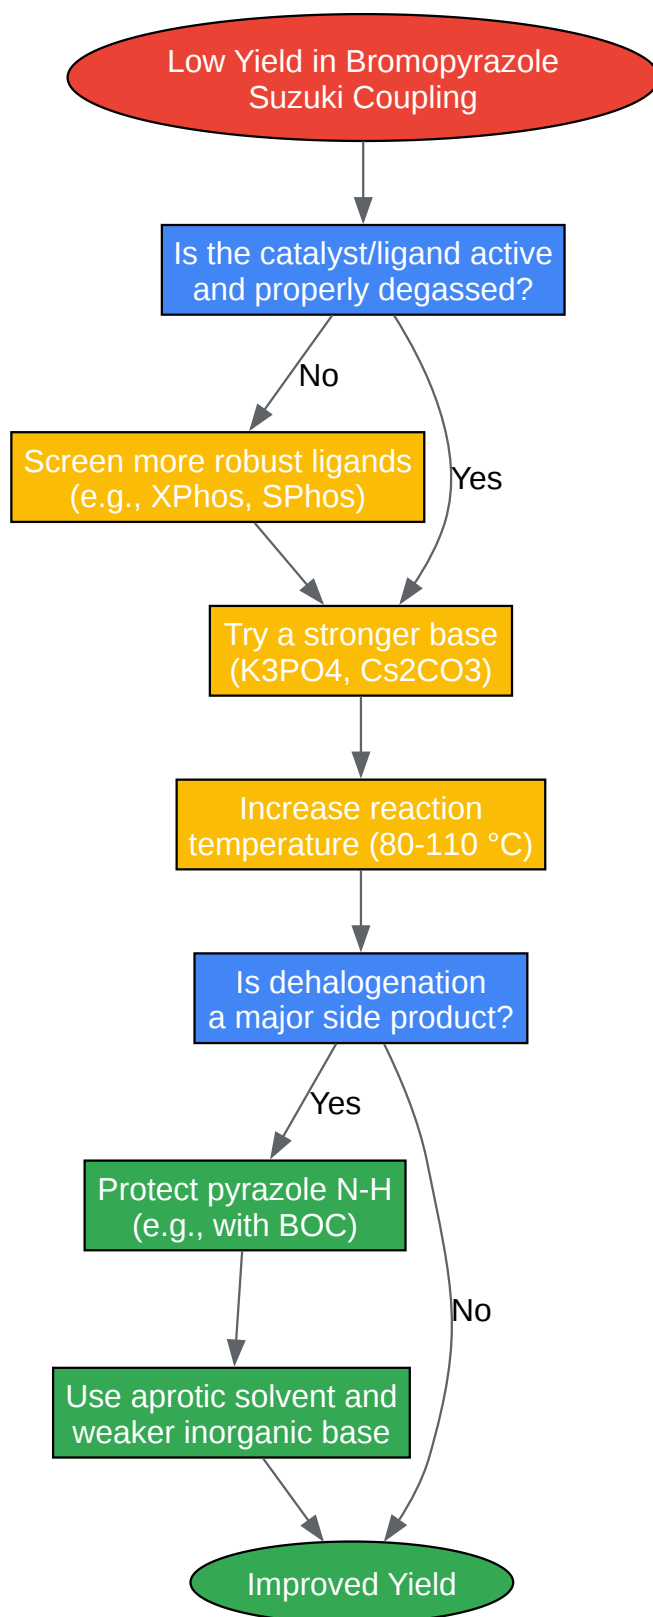 Low Yield in Bromopyrazole
Suzuki Coupling
Is the catalyst/ligand active
and properly degassed?
No
Screen more robust ligands
(e.g., XPhos, SPhos)
Yes
Try a stronger base
(K3PO4, Cs2CO3)
Increase reaction
temperature (80-110 °C)
Is dehalogenation
a major side product?
Yes
Protect pyrazole N-H
(e.g., with BOC)
No
Use aprotic solvent and
weaker inorganic base
Improved Yield